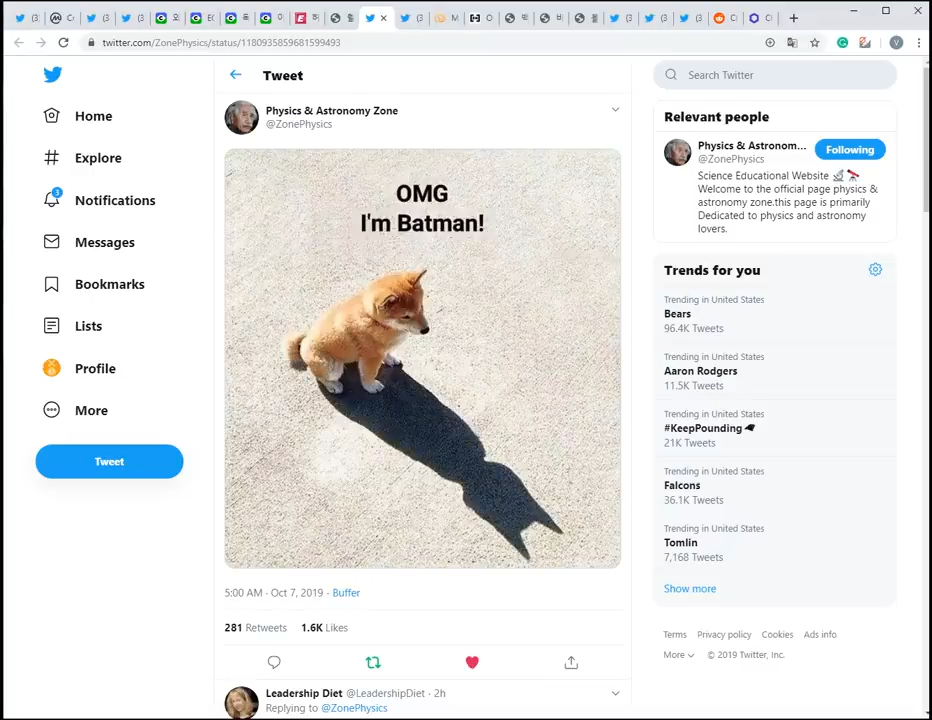 twitter.com/ZonePhysics/status/1180935859681599493
Home
Explore
3
Notifications
Messages
Bookmarks
Lists
Profile
More
Tweet
Tweet
Physics & Astronomy Zone
@ZonePhysics
OMG
I'm Batman!
5:00 AM · Oct 7, 2019 · Buffer
281 Retweets 1.6K Likes
Leadership Diet @LeadershipDiet · 2h
Replying to @ZonePhysics
Search Twitter
Relevant people
Physics & Astronom...
@ZonePhysics
Following
Science Educational Website
Welcome to the official page physics &
astronomy zone.this page is primarily
Dedicated to physics and astronomy
lovers.
Trends for you
Trending in United States
Bears
96.4K Tweets
Trending in United States
Aaron Rodgers
11.5K Tweets
Trending in United States
#KeepPounding
21K Tweets
Trending in United States
Falcons
36.1K Tweets
Trending in United States
Tomlin
7,168 Tweets
Show more
Terms Privacy policy Cookies Ads info
More © 2019 Twitter, Inc.